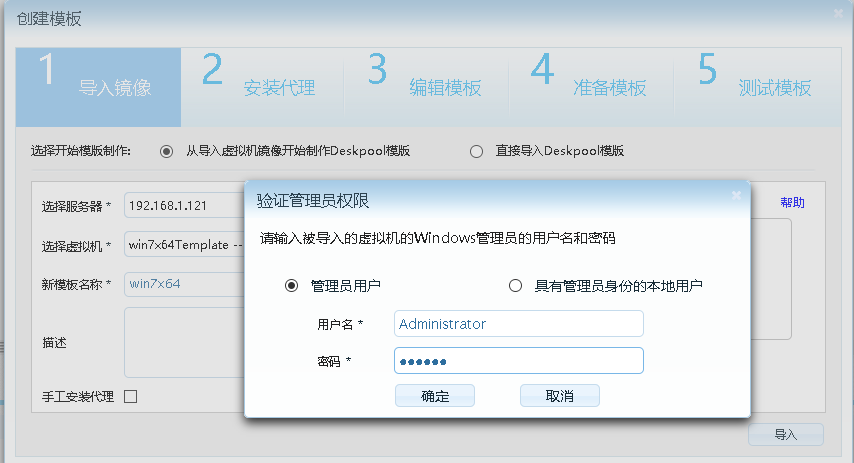 创建模板
1 导入镜像
2 安装代理
3 编辑模板
4 准备模板
5 测试模板
选择开始模版制作: 从导入虚拟机镜像开始制作Deskpool模版 直接导入Deskpool模版
选择服务器 * 192.168.1.121 帮助
选择虚拟机 * win7x64Template --
新模板名称 * win7x64
描述
手工安装代理
导入
验证管理员权限
请输入被导入的虚拟机的Windows管理员的用户名和密码
管理员用户 具有管理员身份的本地用户
用户名 * Administrator
密码 * ●●●●●●
确定 取消